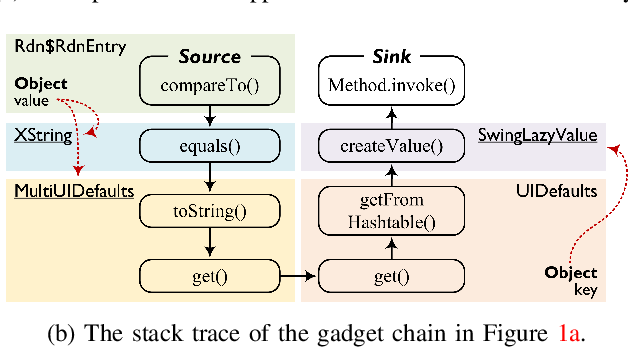 Rdn$RdnEntry
Source
Sink
Object
value
compareTo()
Method.invoke()
XString
equals()
createValue()
SwingLazyValue
MultiUIDefaults
toString()
getFrom
Hashtable()
UIDefaults
get()
get()
Object
key
(b) The stack trace of the gadget chain in Figure 1a.